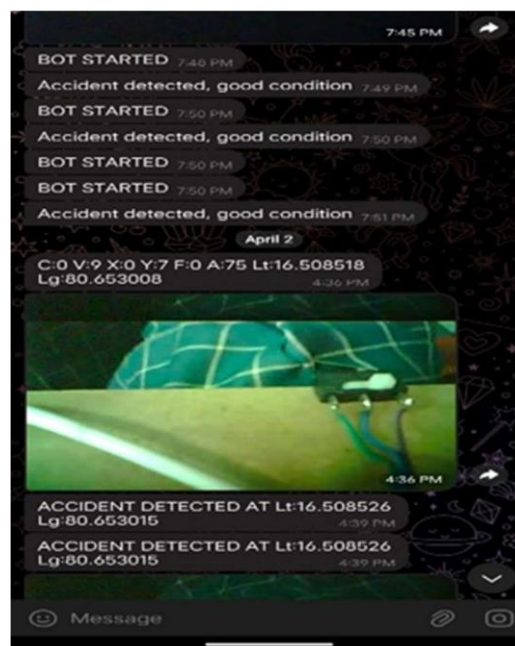 7:45 PM
BOT STARTED 7:48 PM
Accident detected, good condition 7:49 PM
BOT STARTED 7:50 PM
Accident detected, good condition 7:50 PM
BOT STARTED 7:50 PM
BOT STARTED 7:50 PM
Accident detected, good condition 7:51 PM
April 2
C:0 V:9 X:0 Y:7 F:0 A:75 Lt:16.508518
Lg:80.653008 4:36 PM
4:36 PM
ACCIDENT DETECTED AT Lt:16.508526
Lg:80.653015 4:39 PM
ACCIDENT DETECTED AT Lt:16.508526
Lg:80.653015 4:39 PM
Message